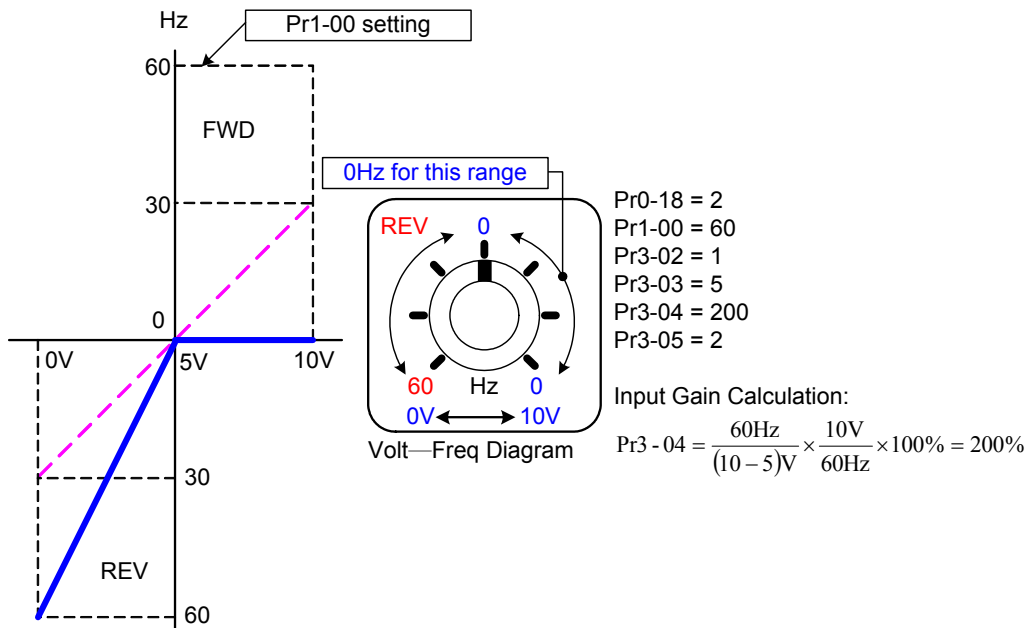 Hz
Pr1-00 setting
60
FWD
0Hz for this range
30
REV
0
0
0V
5V
10V
60
Hz
0
0V
10V
Volt—Freq Diagram
30
REV
60
Pr0-18 = 2
Pr1-00 = 60
Pr3-02 = 1
Pr3-03 = 5
Pr3-04 = 200
Pr3-05 = 2
Input Gain Calculation:
Pr3 - 04 = 60Hz / (10 – 5)V × 10V / 60Hz × 100% = 200%